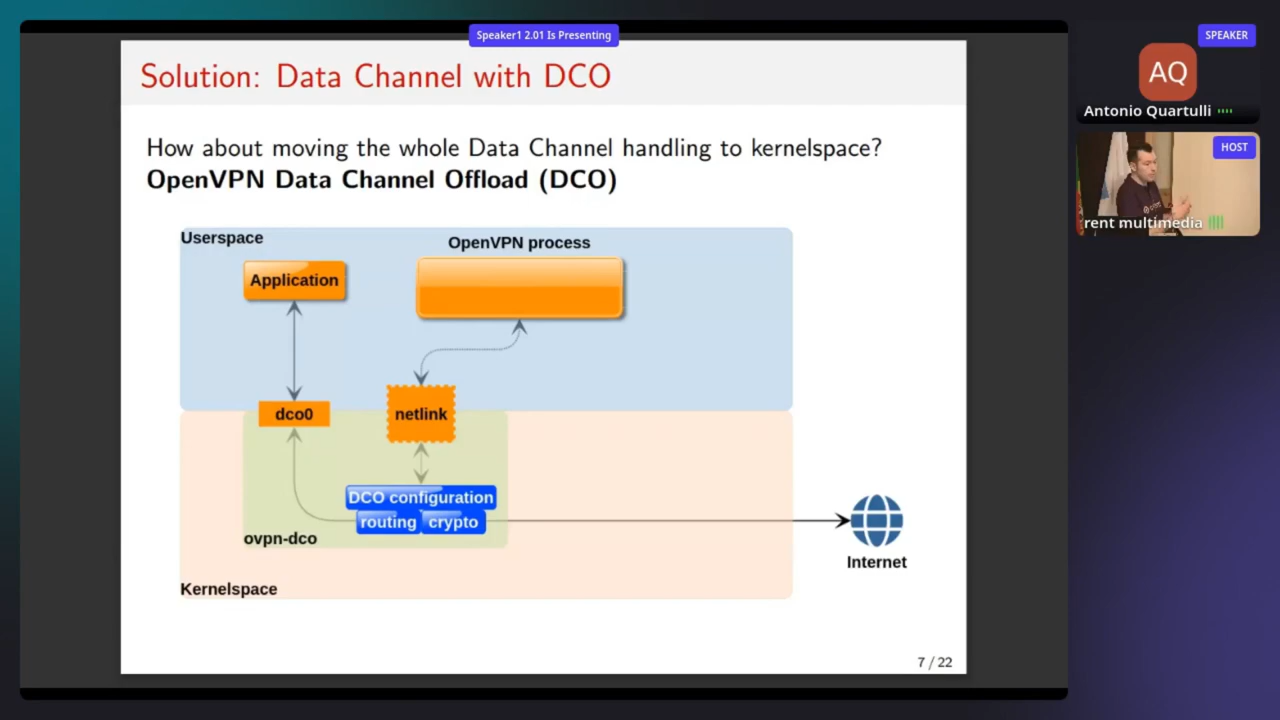 Speaker1 2.01 Is Presenting
Solution: Data Channel with DCO
How about moving the whole Data Channel handling to kernelspace?
OpenVPN Data Channel Offload (DCO)
Userspace
OpenVPN process
Application
dco0
netlink
DCO configuration
routing crypto
ovpn-dco
Kernelspace
Internet
7 / 22
SPEAKER
AQ
Antonio Quartulli
HOST
rent multimedia